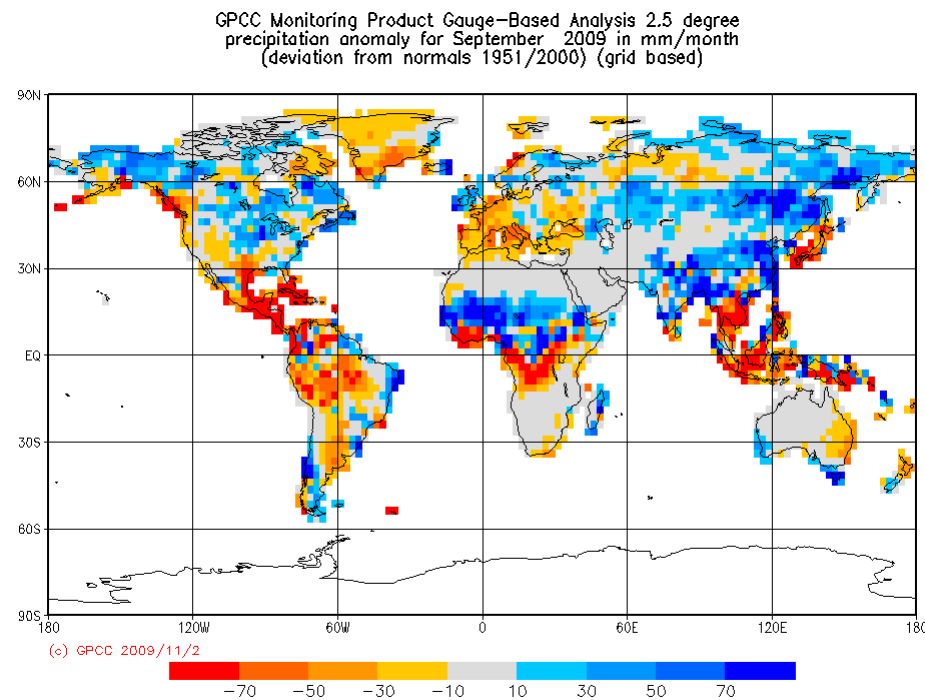 GPCC Monitoring Product Gauge-Based Analysis 2.5 degree
precipitation anomaly for September 2009 in mm/month
(deviation from normals 1951/2000) (grid based)
90N
60N
30N
EQ
30S
60S
90S
180 120W 60W 0 60E 120E 180
(c) GPCC 2009/11/2
-70 -50 -30 -10 10 30 50 70